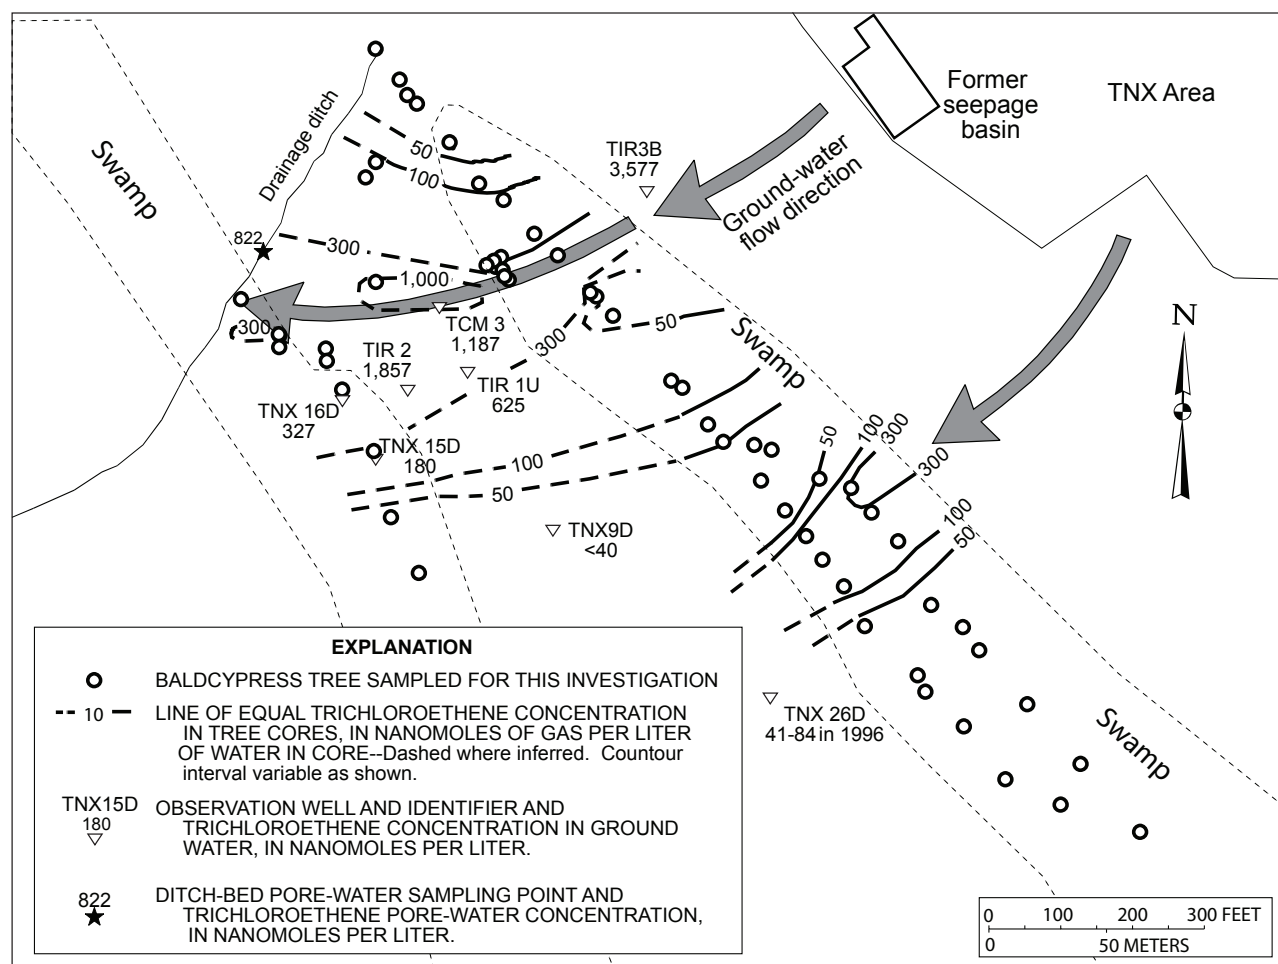 Former
seepage
basin
TNX Area
Swamp
Drainage ditch
50
100
TIR3B
3,577
Ground-water
flow direction
822
300
1,000
N
300
TCM 3
1,187
300
50
Swamp
TIR 2
1,857
TIR 1U
625
TNX 16D
327
TNX 15D
180
100
50
50
100
300
300
100
50
TNX9D
<40
TNX 26D
41-84 in 1996
Swamp
EXPLANATION
BALDCYPRESS TREE SAMPLED FOR THIS INVESTIGATION
10
LINE OF EQUAL TRICHLOROETHENE CONCENTRATION
IN TREE CORES, IN NANOMOLES OF GAS PER LITER
OF WATER IN CORE--Dashed where inferred. Countour
interval variable as shown.
TNX15D
180
OBSERVATION WELL AND IDENTIFIER AND
TRICHLOROETHENE CONCENTRATION IN GROUND
WATER, IN NANOMOLES PER LITER.
822
DITCH-BED PORE-WATER SAMPLING POINT AND
TRICHLOROETHENE PORE-WATER CONCENTRATION,
IN NANOMOLES PER LITER.
0 100 200 300 FEET
0 50 METERS